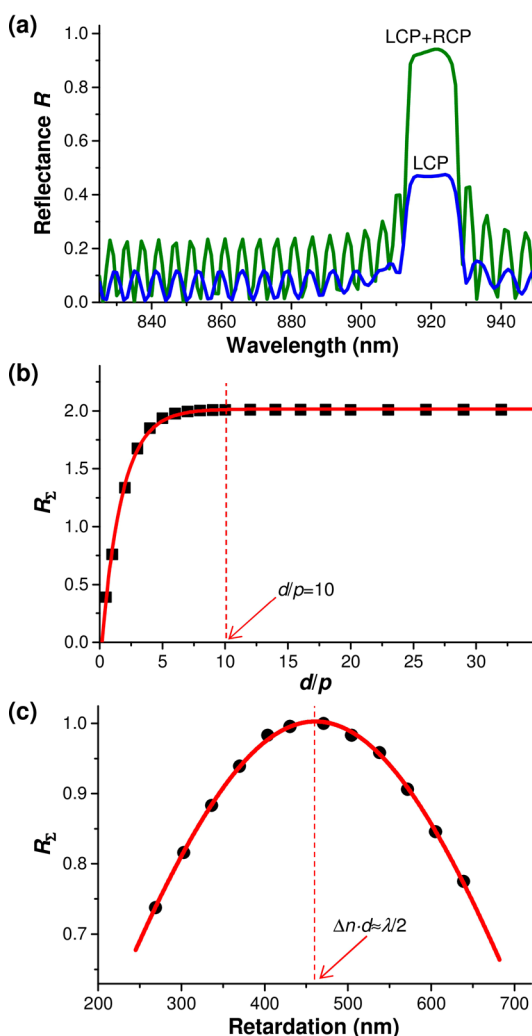 (a)
1.0
0.8
0.6
0.4
0.2
0.0
Reflectance R
LCP+RCP
LCP
840 860 880 900 920 940
Wavelength (nm)
(b)
2.0
1.5
1.0
0.5
0.0
R_Σ
d/p=10
0 5 10 15 20 25 30
d/p
(c)
1.0
0.9
0.8
0.7
R_Σ
Δn·d≈λ/2
200 300 400 500 600 700
Retardation (nm)